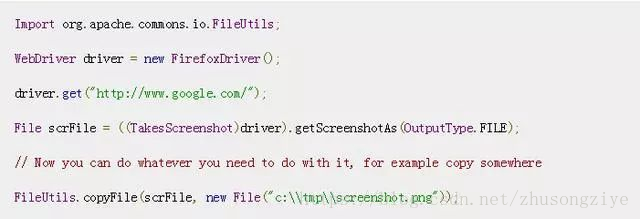 Import org.apache.commons.io.FileUtils;
WebDriver driver = new FirefoxDriver();
driver.get("http://www.google.com/");
File scrFile = ((TakesScreenshot)driver).getScreenshotAs(OutputType.FILE);
// Now you can do whatever you need to do with it, for example copy somewhere
FileUtils.copyFile(scrFile, new File("c:\\tmp\\screenshot.png"));
net/zhusongziye